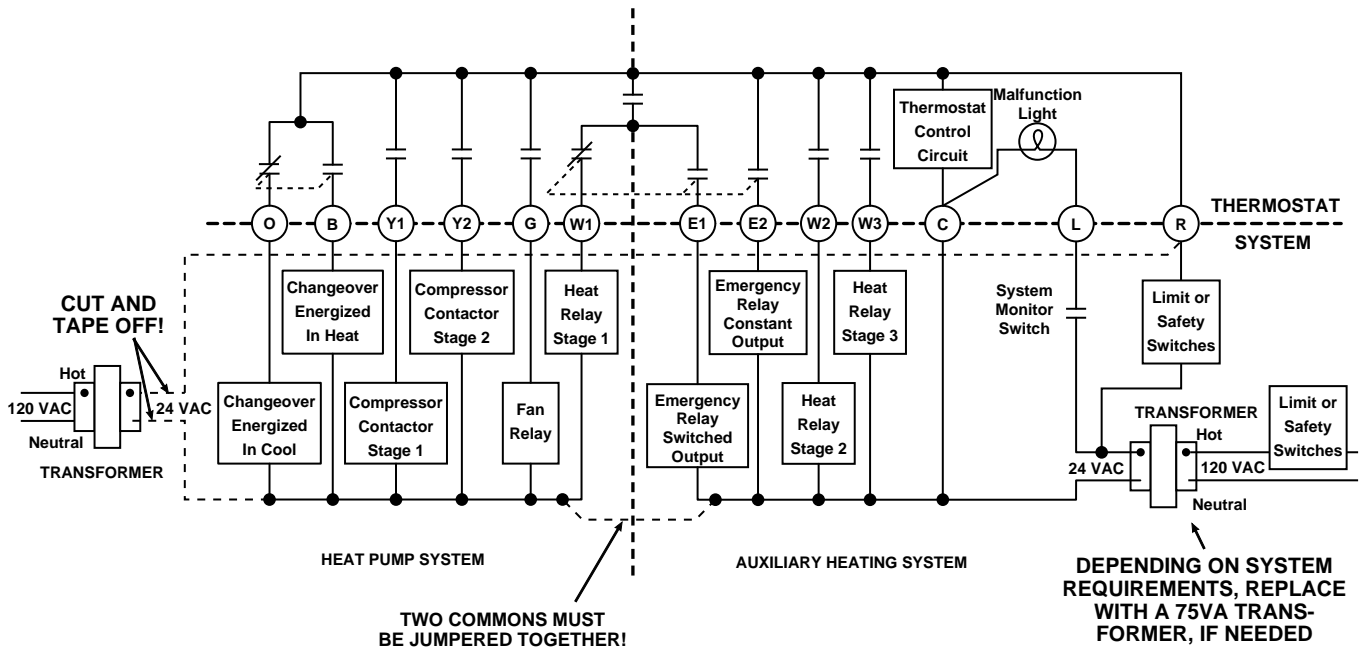 Malfunction
Light
Thermostat
Control
Circuit
THERMOSTAT
SYSTEM
O
B
Y1
Y2
G
W1
E1
E2
W2
W3
C
L
R
CUT AND
TAPE OFF!
Changeover
Energized
In Heat
Compressor
Contactor
Stage 2
Heat
Relay
Stage 1
Emergency
Relay
Constant
Output
Heat
Relay
Stage 3
System
Monitor
Switch
Limit or
Safety
Switches
Hot
120 VAC
24 VAC
Neutral
TRANSFORMER
Changeover
Energized
In Cool
Compressor
Contactor
Stage 1
Fan
Relay
Emergency
Relay
Switched
Output
Heat
Relay
Stage 2
TRANSFORMER
Hot
24 VAC
120 VAC
Neutral
Limit or
Safety
Switches
HEAT PUMP SYSTEM
AUXILIARY HEATING SYSTEM
TWO COMMONS MUST
BE JUMPERED TOGETHER!
DEPENDING ON SYSTEM
REQUIREMENTS, REPLACE
WITH A 75VA TRANS-
FORMER, IF NEEDED